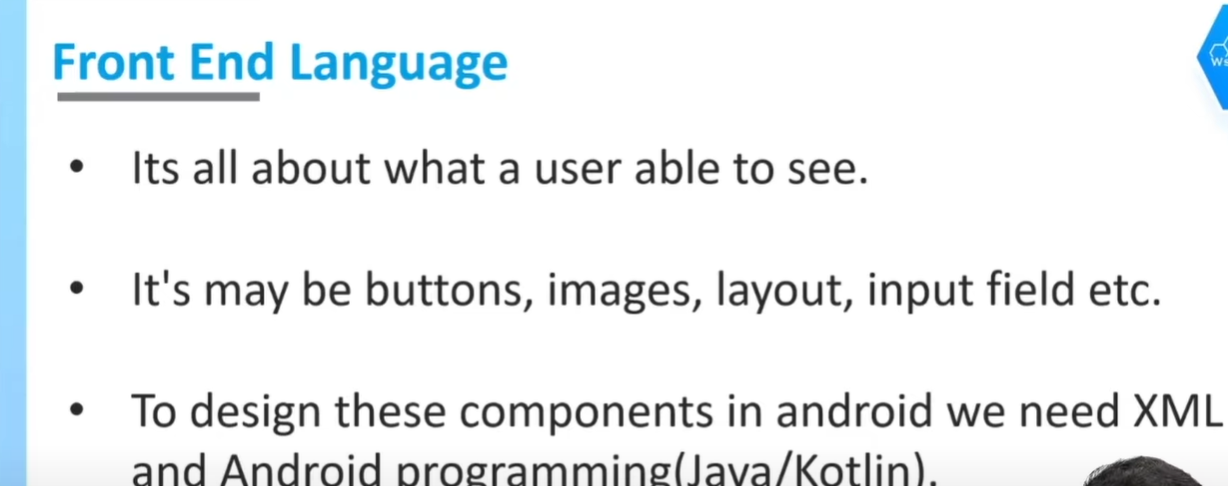 Front End Language
• Its all about what a user able to see.
• It's may be buttons, images, layout, input field etc.
• To design these components in android we need XML
and Android programming(Java/Kotlin).